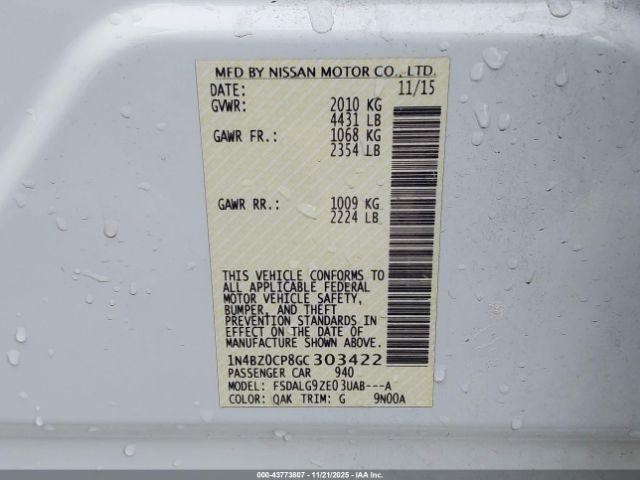 MFD BY NISSAN MOTOR CO., LTD.
DATE: 11/15
GVWR: 2010 KG
4431 LB
GAWR FR.: 1068 KG
2354 LB
GAWR RR.: 1009 KG
2224 LB
THIS VEHICLE CONFORMS TO
ALL APPLICABLE FEDERAL
MOTOR VEHICLE SAFETY,
BUMPER, AND THEFT
PREVENTION STANDARDS IN
EFFECT ON THE DATE OF
MANUFACTURE SHOWN ABOVE.
1N4BZ0CP8GC303422
PASSENGER CAR 940
MODEL: FSDALG9ZE03UAB---A
COLOR: QAK TRIM: G 9N00A
000-43773807 - 11/21/2025 - IAAI.COM